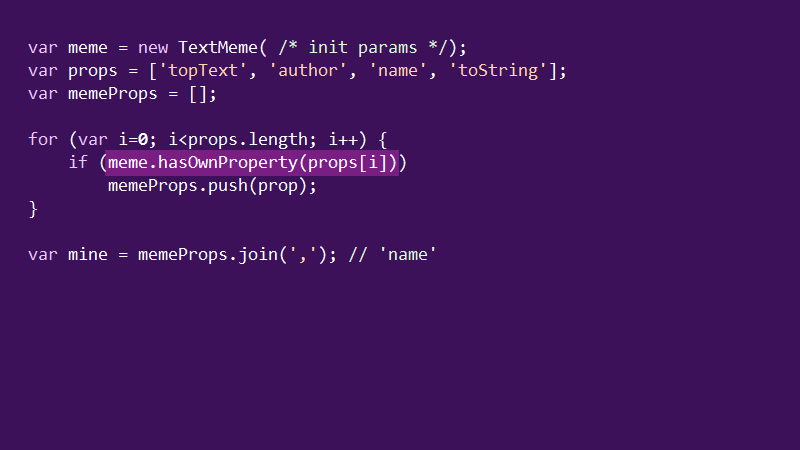 var meme = new TextMeme( /* init params */);
var props = ['topText', 'author', 'name', 'toString'];
var memeProps = [];
for (var i=0; i<props.length; i++) {
if (meme.hasOwnProperty(props[i]))
memeProps.push(prop);
}
var mine = memeProps.join(','); // 'name'